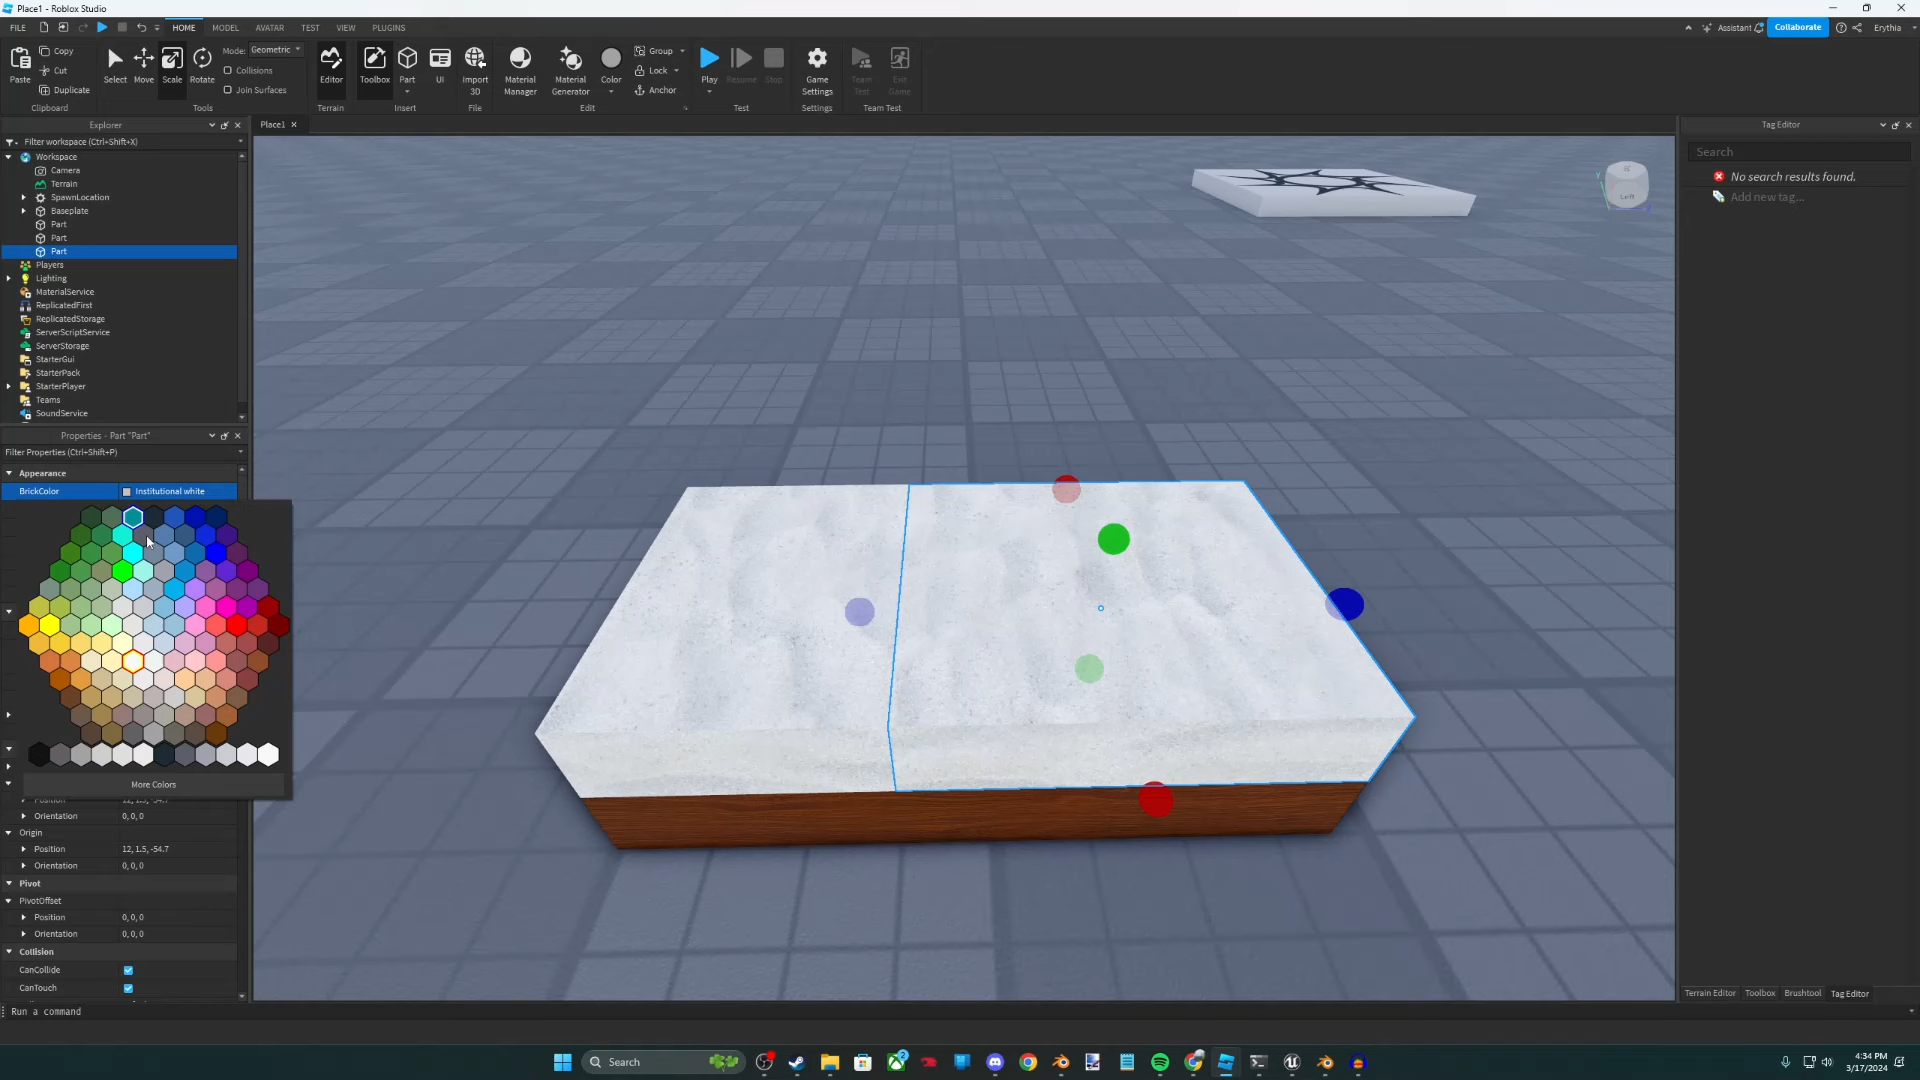 Place1 - Roblox Studio
FILE
HOME
MODEL
AVATAR
TEST
VIEW
PLUGINS
Assistant
Collaborate
Erythia
Paste
Copy
Cut
Duplicate
Clipboard
Select
Move
Scale
Rotate
Mode: Geometric
Collisions
Join Surfaces
Tools
Editor
Terrain
Toolbox
Part
UI
Insert
Import
3D
File
Material
Manager
Material
Generator
Color
Group
Lock
Anchor
Edit
Play
Resume
Stop
Test
Game
Settings
Settings
Team
Test
Exit
Game
Team Test
Explorer
Filter workspace (Ctrl+Shift+X)
Workspace
Camera
Terrain
SpawnLocation
Baseplate
Part
Part
Part
Players
Lighting
MaterialService
ReplicatedFirst
ReplicatedStorage
ServerScriptService
ServerStorage
StarterGui
StarterPack
StarterPlayer
Teams
SoundService
Properties - Part "Part"
Filter Properties (Ctrl+Shift+P)
Appearance
BrickColor Institutional white
More Colors
Orientation 0, 0, 0
Origin
Position 12, 1.5, -54.7
Orientation 0, 0, 0
Pivot
PivotOffset
Position 0, 0, 0
Orientation 0, 0, 0
Collision
CanCollide
CanTouch
Run a command
Place1
Left
Tag Editor
Search
No search results found.
Add new tag...
Terrain Editor
Toolbox
Brushtool
Tag Editor
Search
2
4:34 PM
3/17/2024